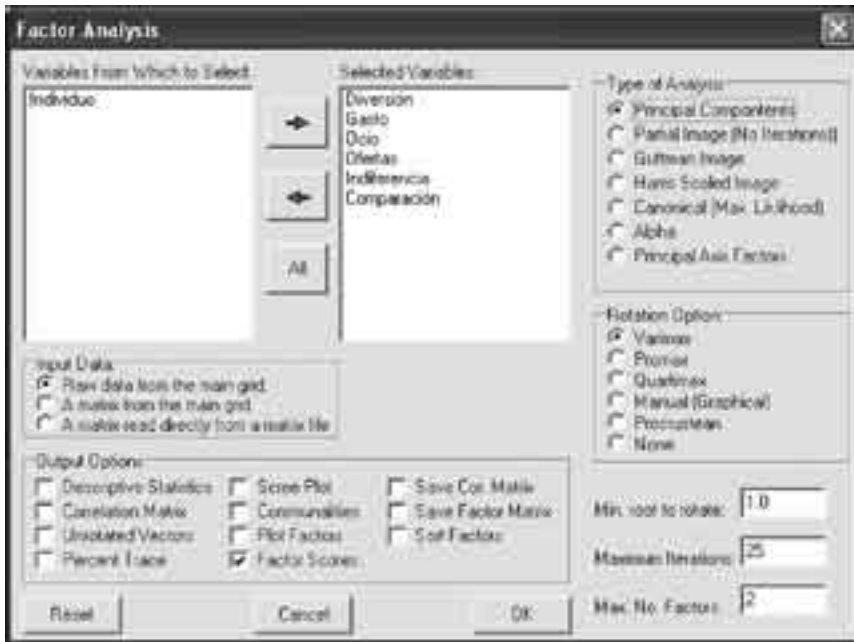 Factor Analysis
Variables From Which to Select
Individuo
All
Selected Variables
Diversión
Gasto
Ocio
Ofertas
Indiferencia
Comparación
Type of Analysis
Principal Components
Partial Image (No Iterations)
Guttman Image
Harris Scaled Image
Canonical (Max. Liklihood)
Alpha
Principal Axis Factors
Input Data
Raw data from the main grid.
A matrix from the main grid.
A matrix read directly from a matrix file
Rotation Option
Varimax
Promax
Quartimax
Manual (Graphical)
Procrustean
None
Output Options
Descriptive Statistics
Correlation Matrix
Unrotated Vectors
Percent Trace
Scree Plot
Communalities
Plot Factors
Factor Scores
Save Cor. Matrix
Save Factor Matrix
Sort Factors
Min. root to rotate: 1.0
Maximum Iterations: 25
Max. No. Factors: 2
Reset
Cancel
OK